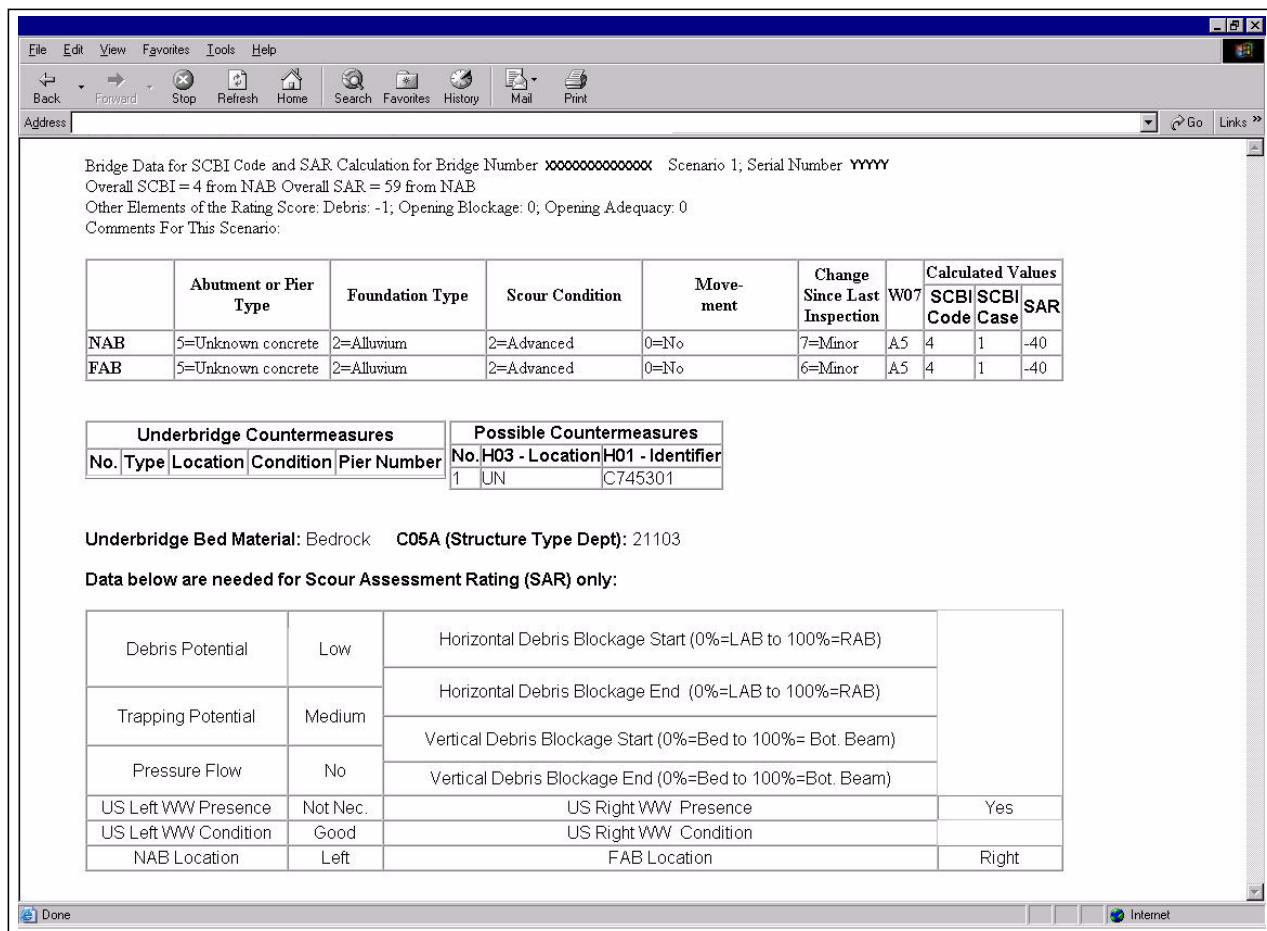 File Edit View Favorites Tools Help
Back Forward Stop Refresh Home Search Favorites History Mail Print
Address Go Links »
Bridge Data for SCBI Code and SAR Calculation for Bridge Number XXXXXXXXXXXXXX Scenario 1; Serial Number YYYYY
Overall SCBI = 4 from NAB Overall SAR = 59 from NAB
Other Elements of the Rating Score: Debris: -1; Opening Blockage: 0; Opening Adequacy: 0
Comments For This Scenario:
Abutment or Pier Type Foundation Type Scour Condition Move-ment Change Since Last Inspection W07 Calculated Values
SCBI Code SCBI Case SAR
NAB 5=Unknown concrete 2=Alluvium 2=Advanced 0=No 7=Minor A5 4 1 -40
FAB 5=Unknown concrete 2=Alluvium 2=Advanced 0=No 6=Minor A5 4 1 -40
Underbridge Countermeasures
No. Type Location Condition Pier Number
Possible Countermeasures
No. H03 - Location H01 - Identifier
1 UN C745301
Underbridge Bed Material: Bedrock C05A (Structure Type Dept): 21103
Data below are needed for Scour Assessment Rating (SAR) only:
Debris Potential Low Horizontal Debris Blockage Start (0%=LAB to 100%=RAB)
Horizontal Debris Blockage End (0%=LAB to 100%=RAB)
Trapping Potential Medium
Vertical Debris Blockage Start (0%=Bed to 100%= Bot. Beam)
Pressure Flow No Vertical Debris Blockage End (0%=Bed to 100%=Bot. Beam)
US Left WW Presence Not Nec. US Right WW Presence Yes
US Left WW Condition Good US Right WW Condition
NAB Location Left FAB Location Right
Done Internet